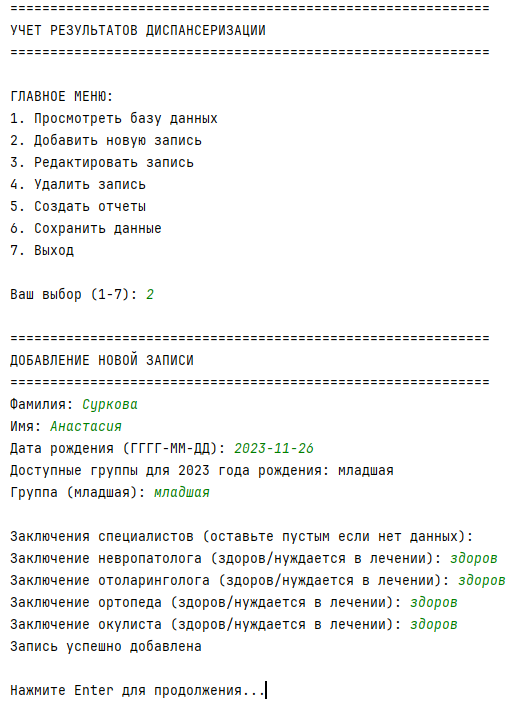 ============================================================
УЧЕТ РЕЗУЛЬТАТОВ ДИСПАНСЕРИЗАЦИИ
============================================================
ГЛАВНОЕ МЕНЮ:
1. Просмотреть базу данных
2. Добавить новую запись
3. Редактировать запись
4. Удалить запись
5. Создать отчеты
6. Сохранить данные
7. Выход
Ваш выбор (1-7): 2
============================================================
ДОБАВЛЕНИЕ НОВОЙ ЗАПИСИ
============================================================
Фамилия: Суркова
Имя: Анастасия
Дата рождения (ГГГГ-ММ-ДД): 2023-11-26
Доступные группы для 2023 года рождения: младшая
Группа (младшая): младшая
Заключения специалистов (оставьте пустым если нет данных):
Заключение невропатолога (здоров/нуждается в лечении): здоров
Заключение отоларинголога (здоров/нуждается в лечении): здоров
Заключение ортопеда (здоров/нуждается в лечении): здоров
Заключение окулиста (здоров/нуждается в лечении): здоров
Запись успешно добавлена
Нажмите Enter для продолжения...